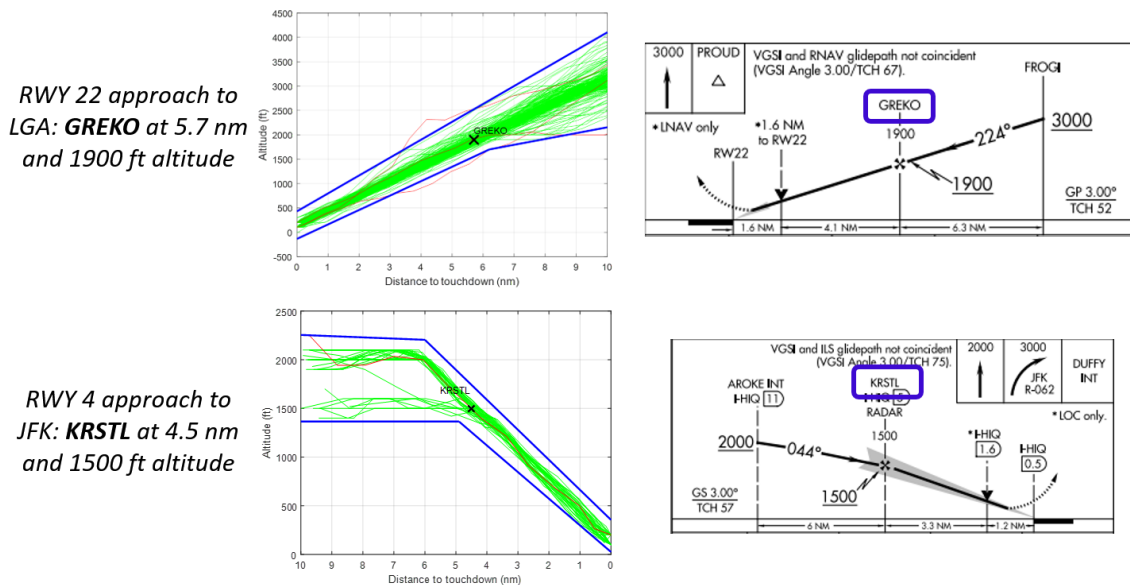 RWY 22 approach to
LGA: GREKO at 5.7 nm
and 1900 ft altitude
4500
4000
3500
3000
2500
2000
1500
1000
500
0
-500
Altitude (ft)
GREKO
0 1 2 3 4 5 6 7 8 9 10
Distance to touchdown (nm)
3000
PROUD
VGSI and RNAV glidepath not coincident
(VGSI Angle 3.00/TCH 67).
FROGI
GREKO
*LNAV only
*1.6 NM
to RW22
1900
RW22
224°
3000
1900
GP 3.00°
TCH 52
1.6 NM
4.1 NM
6.3 NM
RWY 4 approach to
JFK: KRSTL at 4.5 nm
and 1500 ft altitude
2500
2000
1500
1000
500
0
Altitude (ft)
KRSTL
10 9 8 7 6 5 4 3 2 1 0
Distance to touchdown (nm)
VGSI and ILS glidepath not coincident
(VGSI Angle 3.00/TCH 75).
2000
3000
JFK
R-062
DUFFY
INT
AROKE INT
I-HIQ 11
KRSTL
I-HIQ 5
RADAR
*LOC only.
1500
*I-HIQ
1.6
I-HIQ
0.5
2000
044°
1500
GS 3.00°
TCH 57
6 NM
3.3 NM
1.2 NM